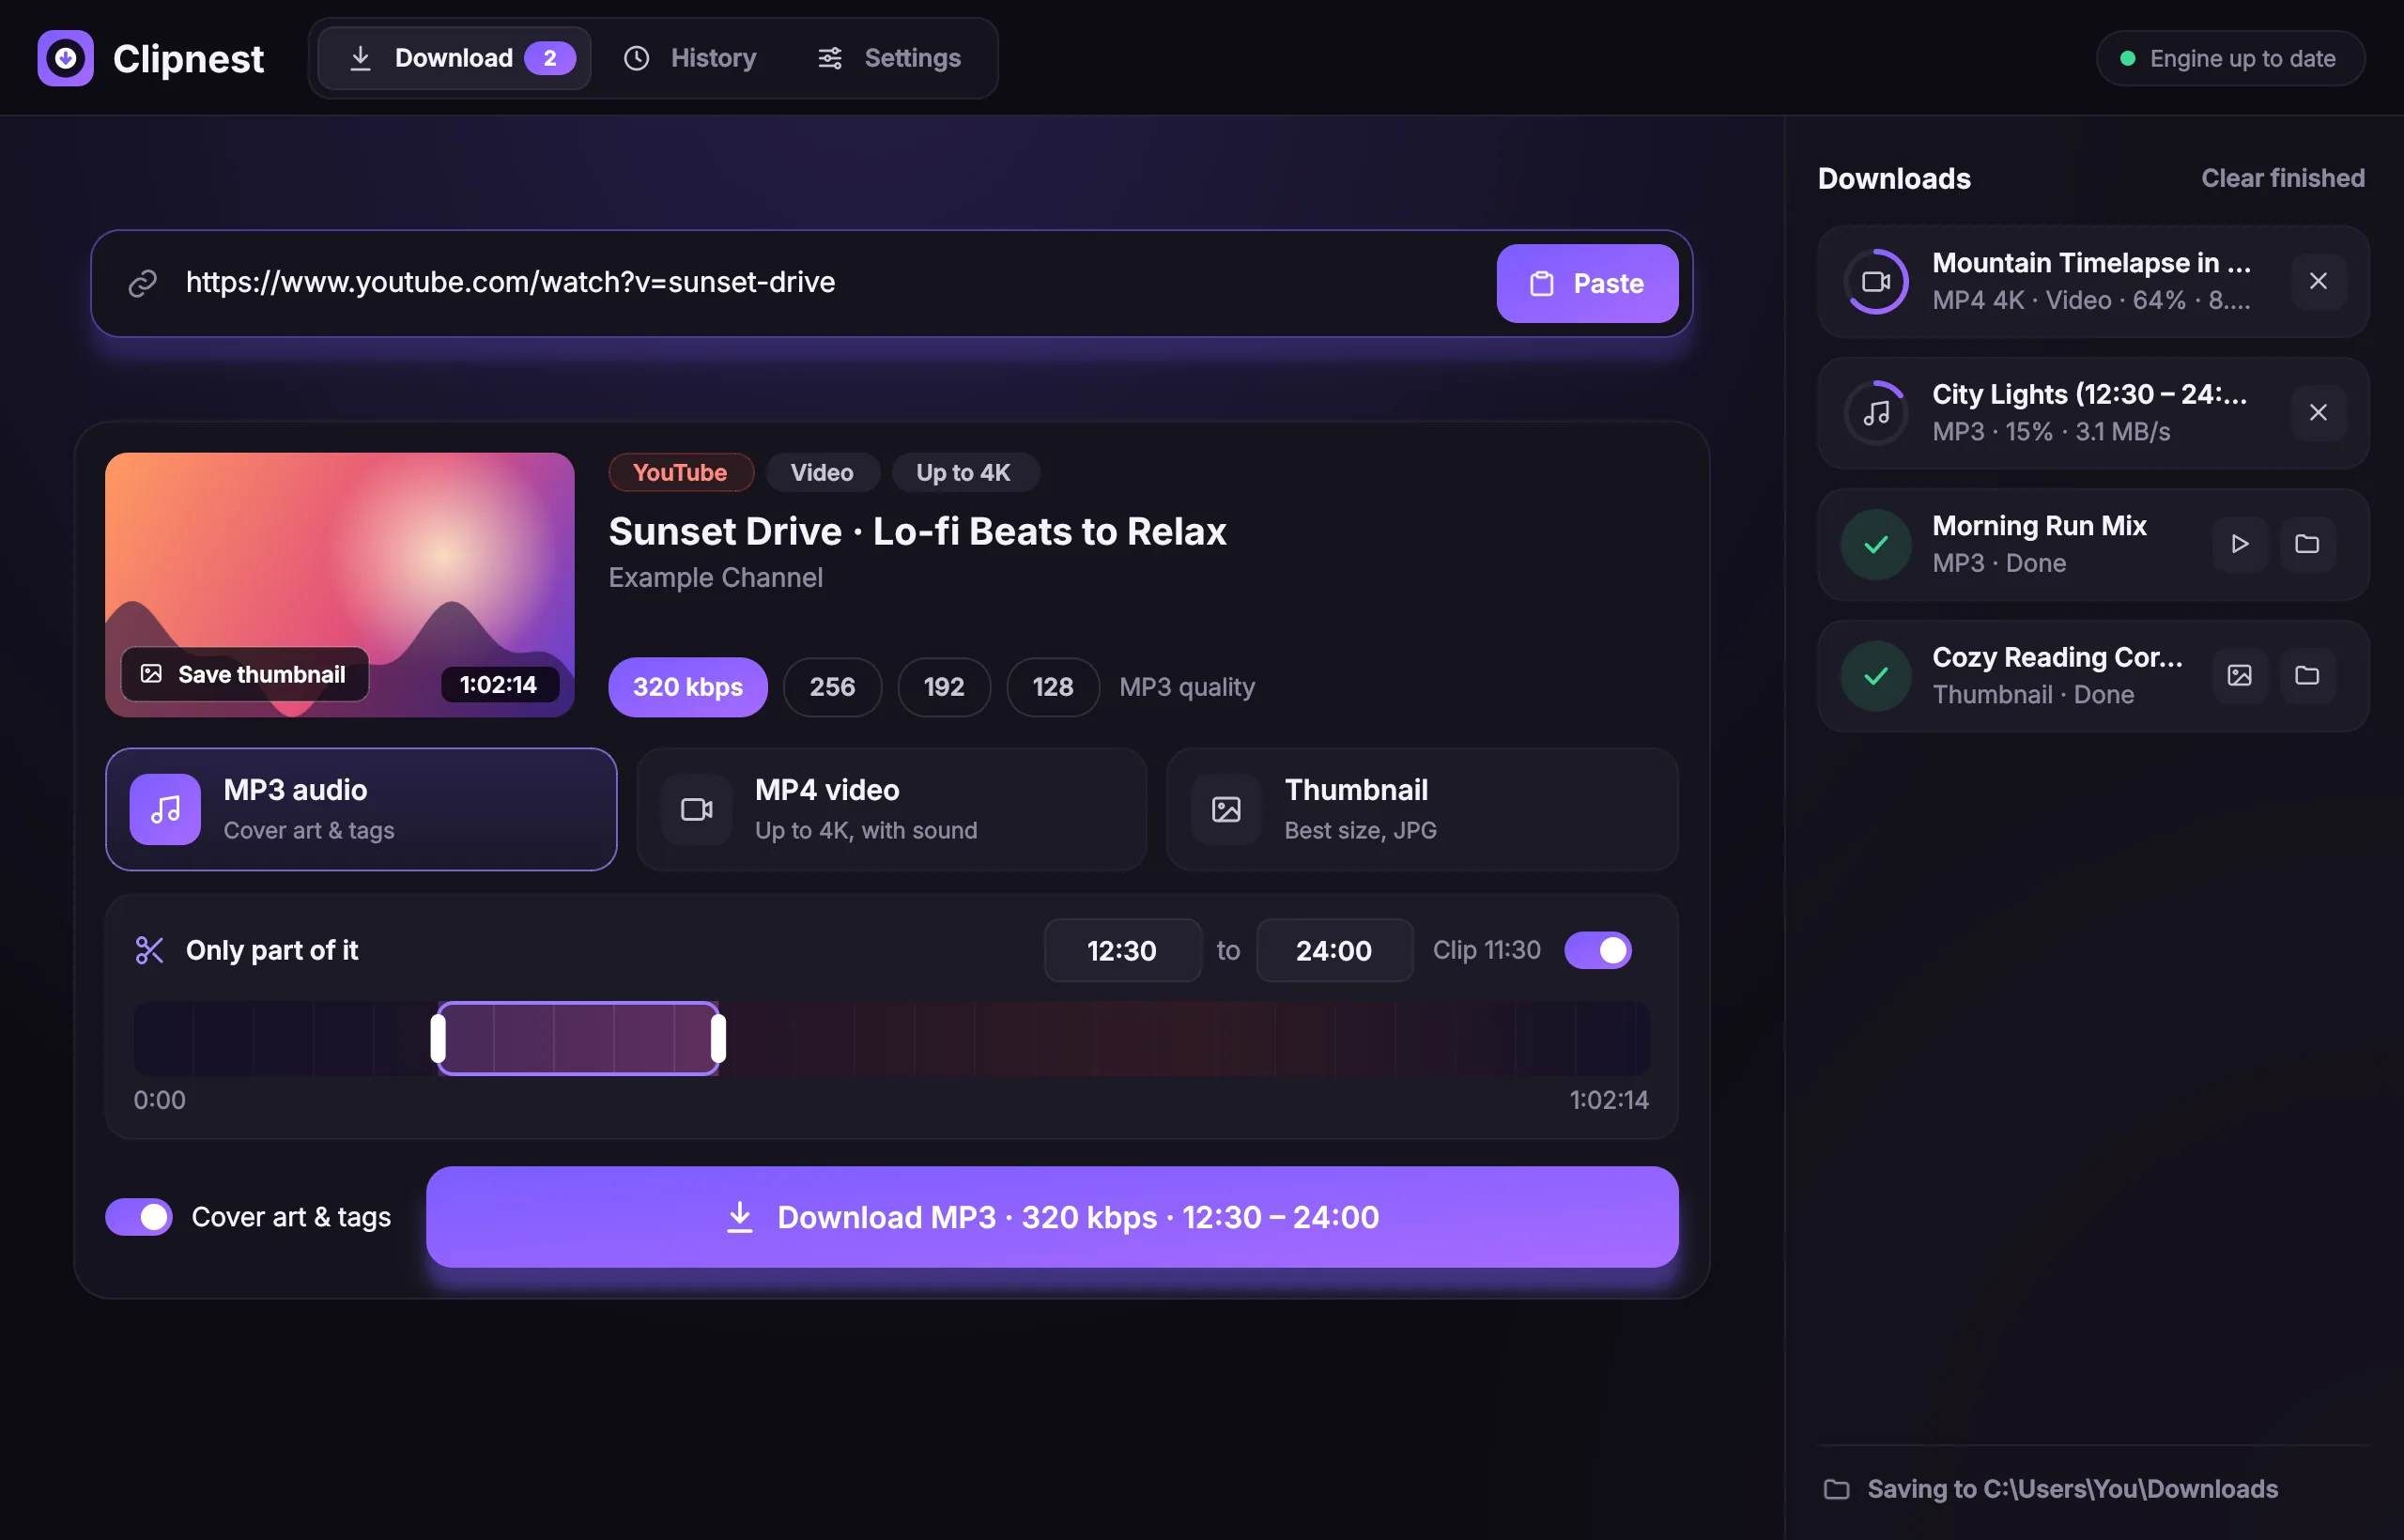 Clipnest
Download 2
History
Settings
Engine up to date
https://www.youtube.com/watch?v=sunset-drive
Paste
YouTube
Video
Up to 4K
Sunset Drive · Lo-fi Beats to Relax
Example Channel
Save thumbnail
1:02:14
320 kbps
256
192
128
MP3 quality
MP3 audio
Cover art & tags
MP4 video
Up to 4K, with sound
Thumbnail
Best size, JPG
Only part of it
12:30 to 24:00
Clip 11:30
0:00
1:02:14
Cover art & tags
Download MP3 · 320 kbps · 12:30 – 24:00
Downloads
Clear finished
Mountain Timelapse in ...
MP4 4K · Video · 64% · 8....
City Lights (12:30 – 24:...
MP3 · 15% · 3.1 MB/s
Morning Run Mix
MP3 · Done
Cozy Reading Cor...
Thumbnail · Done
Saving to C:\Users\You\Downloads